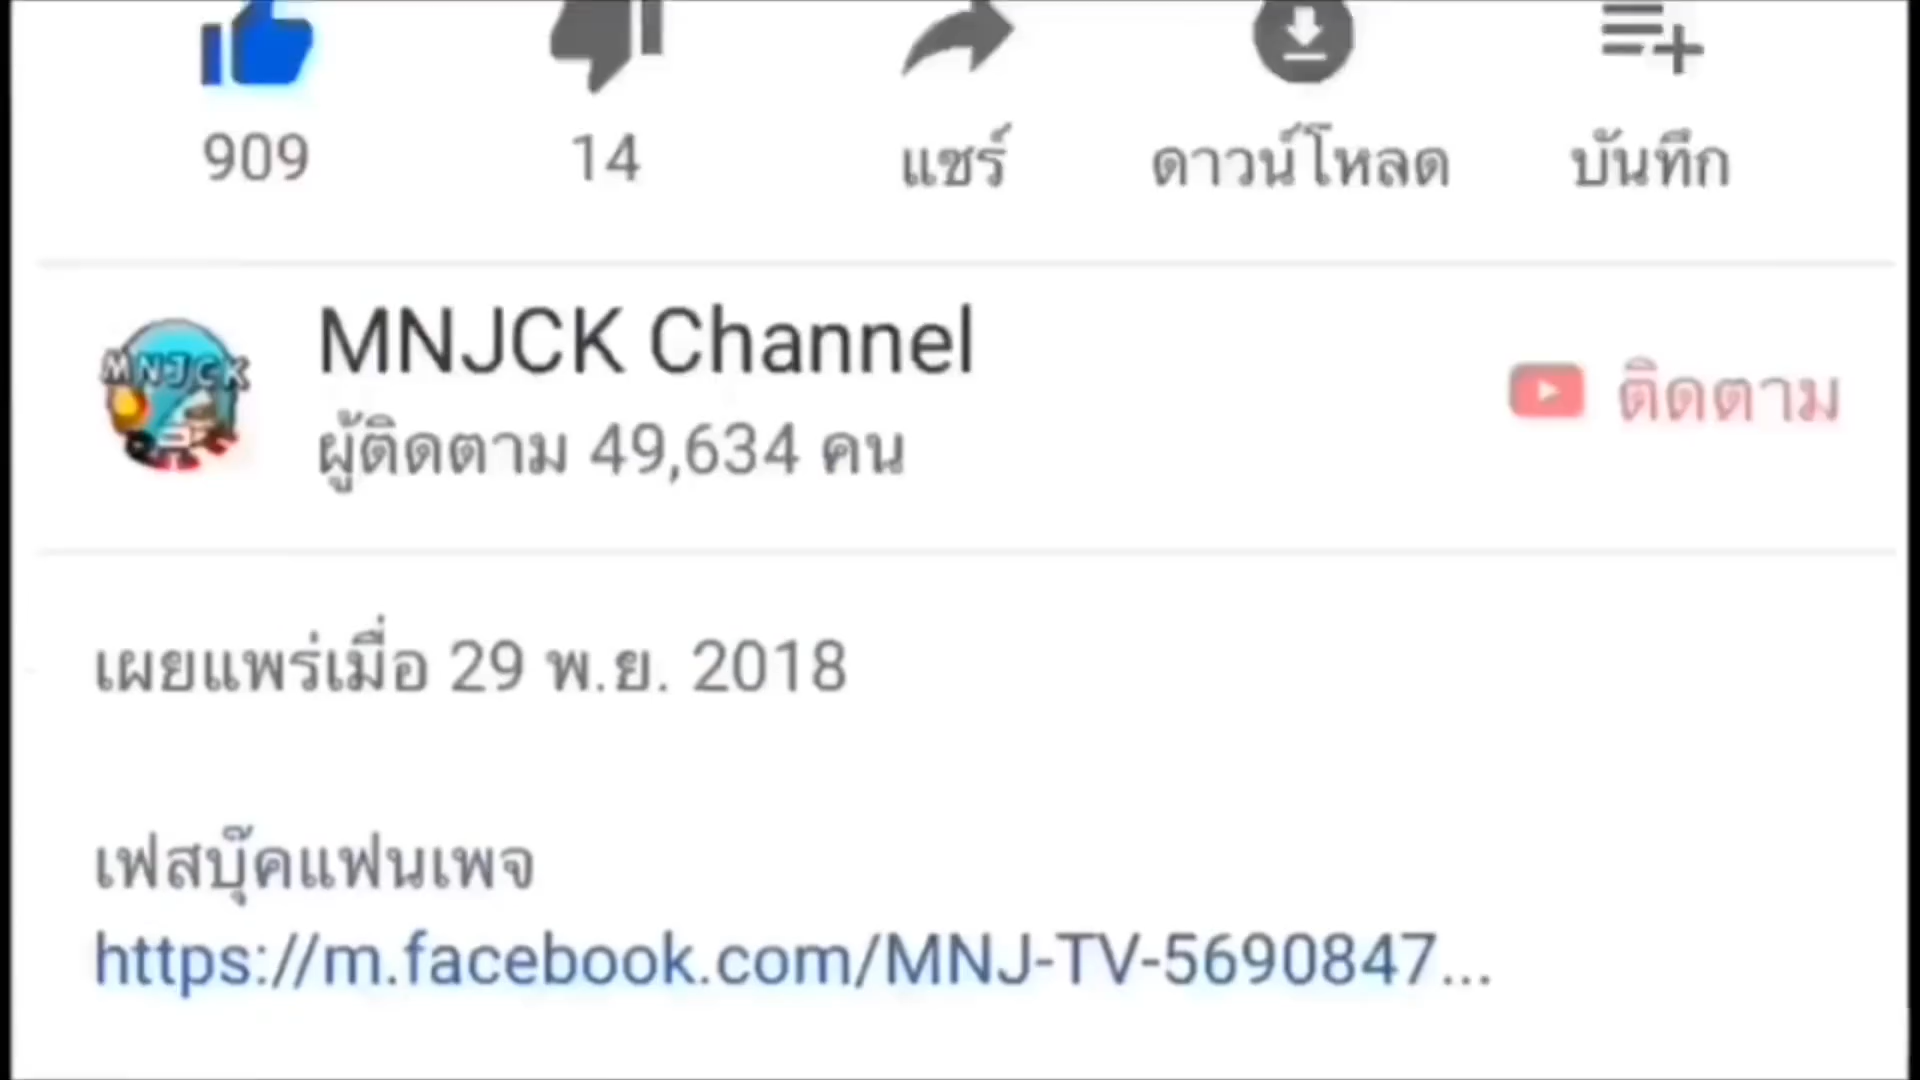 909 14 แชร์ ดาวน์โหลด บันทึก
MNJCK
MNJCK Channel
ผู้ติดตาม 49,634 คน
ติดตาม
เผยแพร่เมื่อ 29 พ.ย. 2018
เฟสบุ๊คแฟนเพจ
https://m.facebook.com/MNJ-TV-5690847...